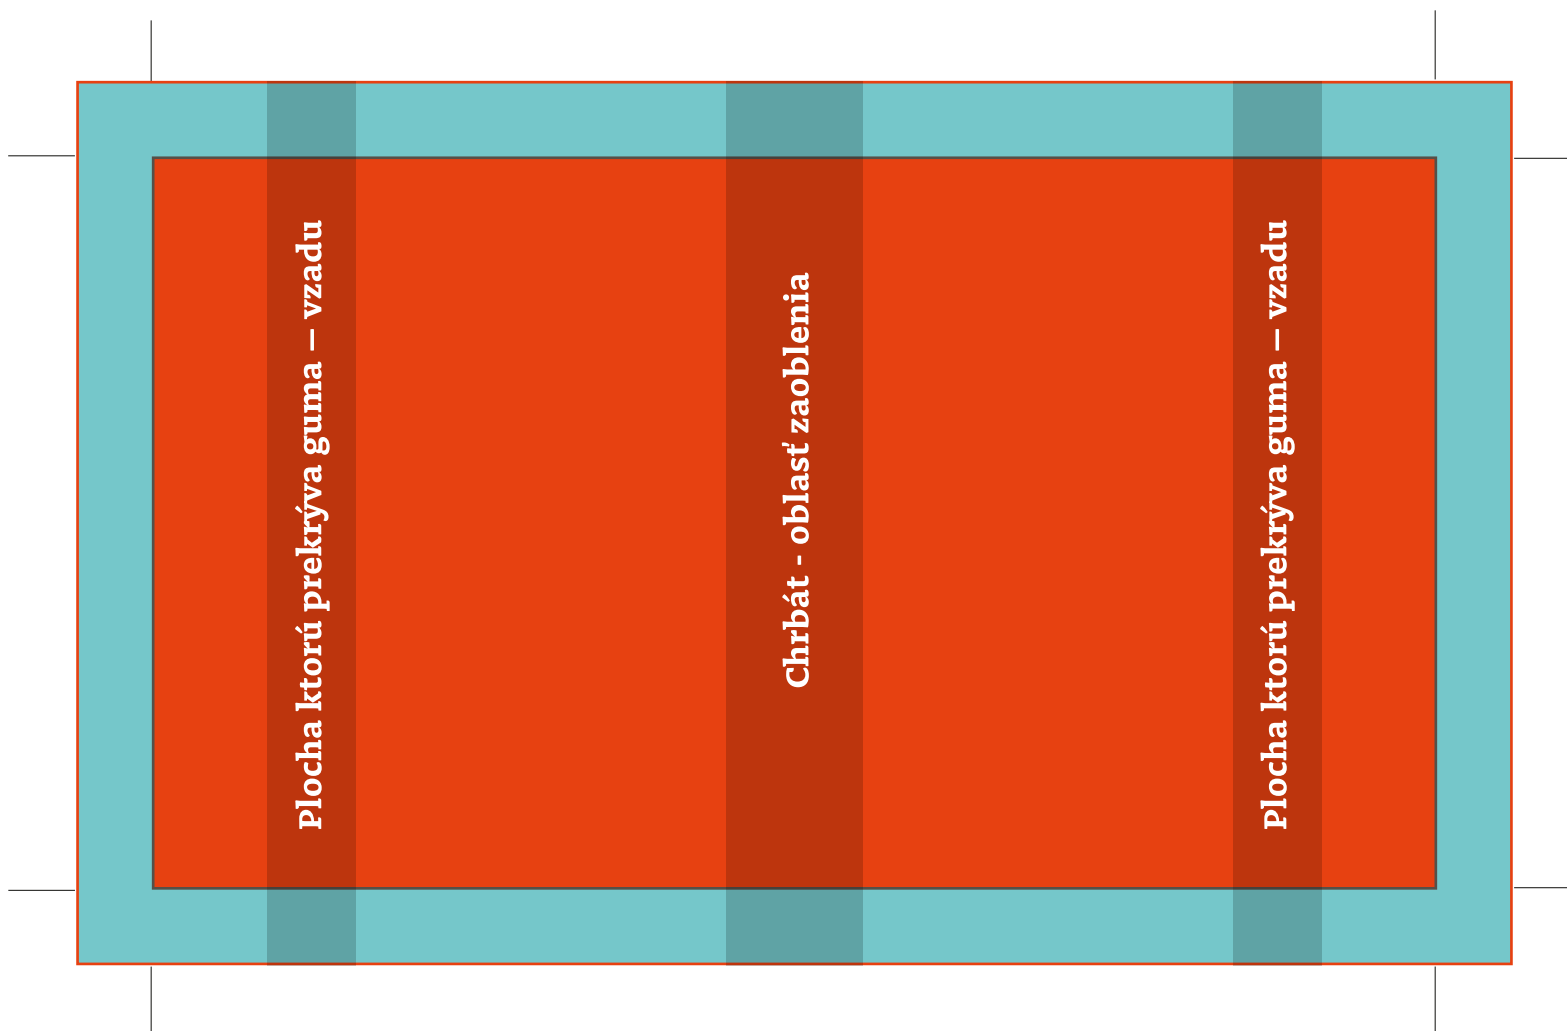 Plocha ktorú prekrýva guma – vzadu
Chrbát - oblasť zaoblenia
Plocha ktorú prekrýva guma – vzadu